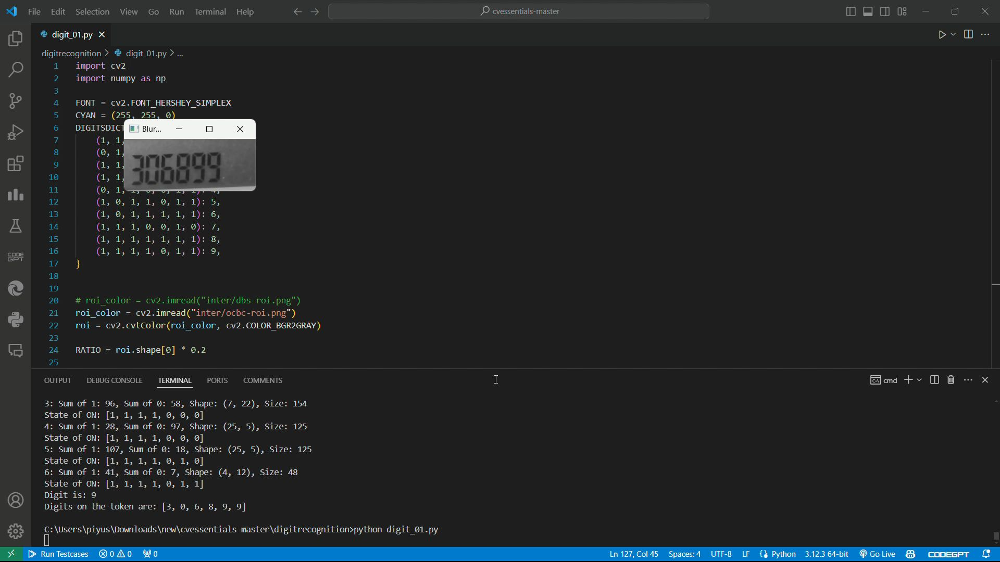 File Edit Selection View Go Run Terminal Help
cvessentials-master
digit_01.py
digitrecognition > digit_01.py > ...
1 import cv2
2 import numpy as np
3
4 FONT = cv2.FONT_HERSHEY_SIMPLEX
5 CYAN = (255, 255, 0)
6 DIGITSDICT
Blur...
306899
7 (1, 1,
8 (0, 1,
9 (1, 1,
10 (1, 1,
11 (0, 1, 1, 0, 0, 1, 1): 4,
12 (1, 0, 1, 1, 0, 1, 1): 5,
13 (1, 0, 1, 1, 1, 1, 1): 6,
14 (1, 1, 1, 0, 0, 1, 0): 7,
15 (1, 1, 1, 1, 1, 1, 1): 8,
16 (1, 1, 1, 1, 0, 1, 1): 9,
17 }
18
19
20 # roi_color = cv2.imread("inter/dbs-roi.png")
21 roi_color = cv2.imread("inter/ocbc-roi.png")
22 roi = cv2.cvtColor(roi_color, cv2.COLOR_BGR2GRAY)
23
24 RATIO = roi.shape[0] * 0.2
25
CODE
GPT
OUTPUT DEBUG CONSOLE TERMINAL PORTS COMMENTS
cmd
3: Sum of 1: 96, Sum of 0: 58, Shape: (7, 22), Size: 154
State of ON: [1, 1, 1, 1, 0, 0, 0]
4: Sum of 1: 28, Sum of 0: 97, Shape: (25, 5), Size: 125
State of ON: [1, 1, 1, 1, 0, 0, 0]
5: Sum of 1: 107, Sum of 0: 18, Shape: (25, 5), Size: 125
State of ON: [1, 1, 1, 1, 0, 1, 0]
6: Sum of 1: 41, Sum of 0: 7, Shape: (4, 12), Size: 48
State of ON: [1, 1, 1, 1, 0, 1, 1]
Digit is: 9
Digits on the token are: [3, 0, 6, 8, 9, 9]
C:\Users\piyus\Downloads\new\cvessentials-master\digitrecognition>python digit_01.py
Run Testcases 0 0 0 Ln 127, Col 45 Spaces: 4 UTF-8 LF Python 3.12.3 64-bit Go Live CODEGPT